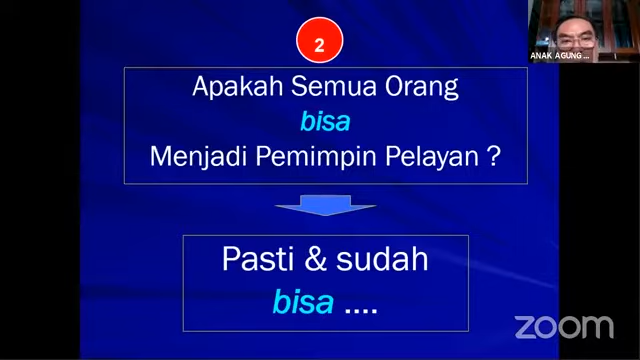 2
ANAK AGUNG ...
Apakah Semua Orang
bisa
Menjadi Pemimpin Pelayan ?
Pasti & sudah
bisa ....
zoom